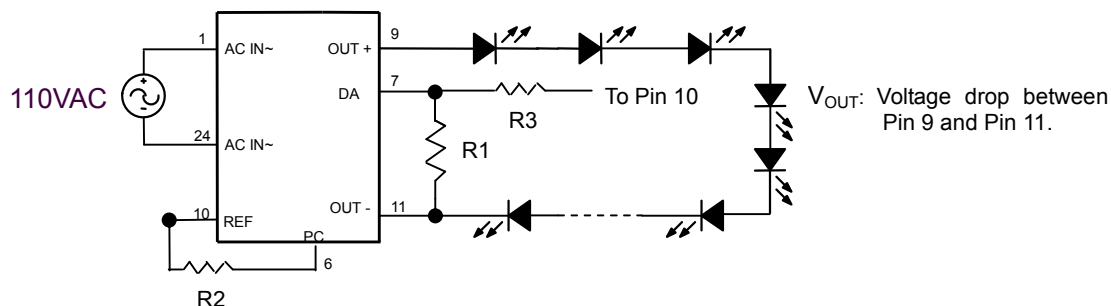 9
1
AC IN~
OUT +
7
DA
To Pin 10
R3
110VAC
V_OUT: Voltage drop between
Pin 9 and Pin 11.
R1
24
AC IN~
OUT -
11
10
REF
PC
6
R2